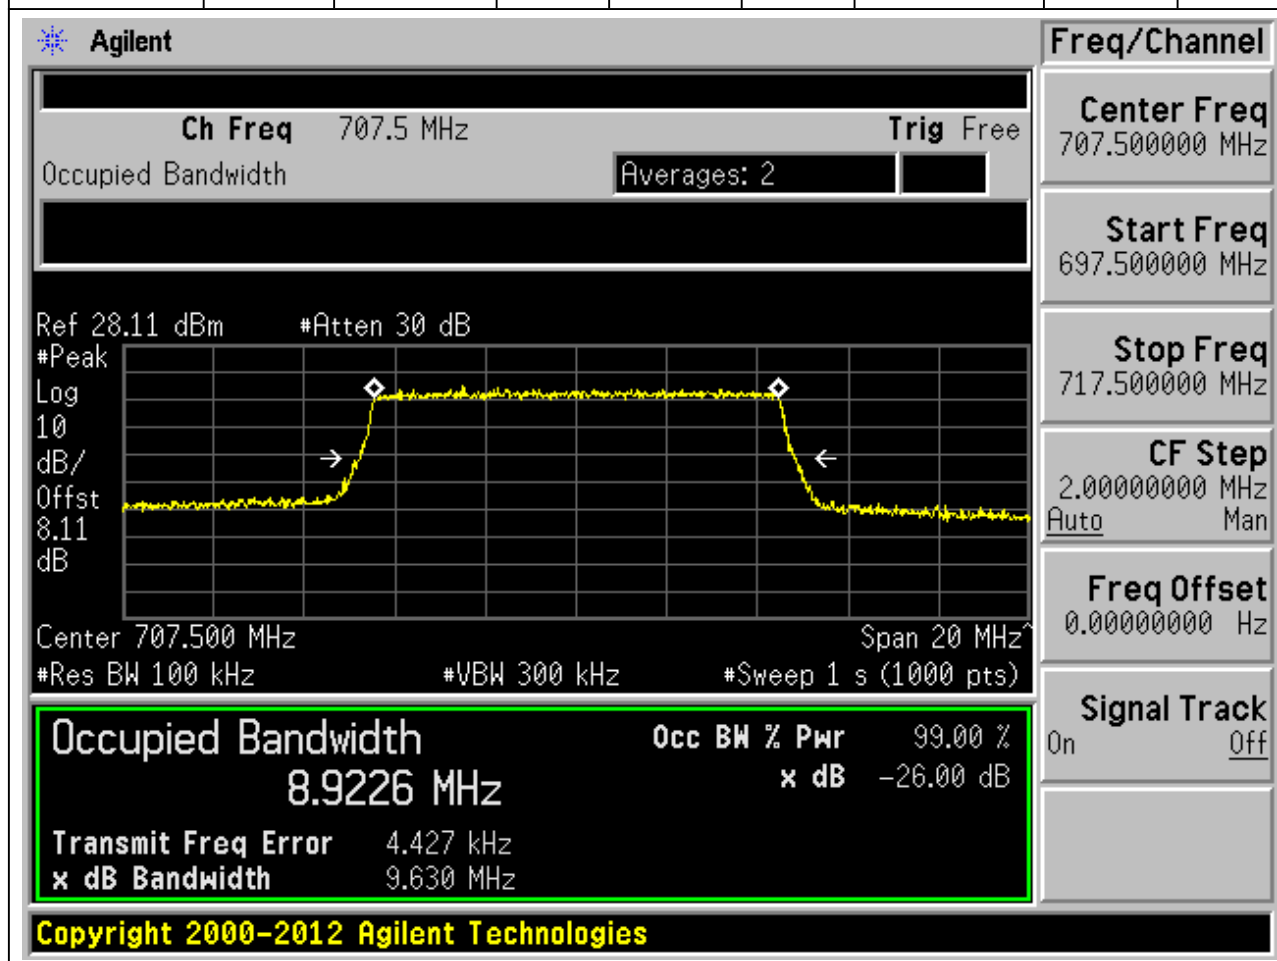 Agilent
Freq/Channel
Ch Freq 707.5 MHz Trig Free
Occupied Bandwidth Averages: 2
Ref 28.11 dBm #Atten 30 dB
#Peak
Log
10
dB/
Offst
8.11
dB
Center 707.500 MHz Span 20 MHz^
#Res BW 100 kHz #VBW 300 kHz #Sweep 1 s (1000 pts)
Occupied Bandwidth Occ BW % Pwr 99.00 %
8.9226 MHz x dB -26.00 dB
Transmit Freq Error 4.427 kHz
x dB Bandwidth 9.630 MHz
Copyright 2000-2012 Agilent Technologies
Center Freq
707.500000 MHz
Start Freq
697.500000 MHz
Stop Freq
717.500000 MHz
CF Step
2.00000000 MHz
Auto Man
Freq Offset
0.00000000 Hz
Signal Track
On Off